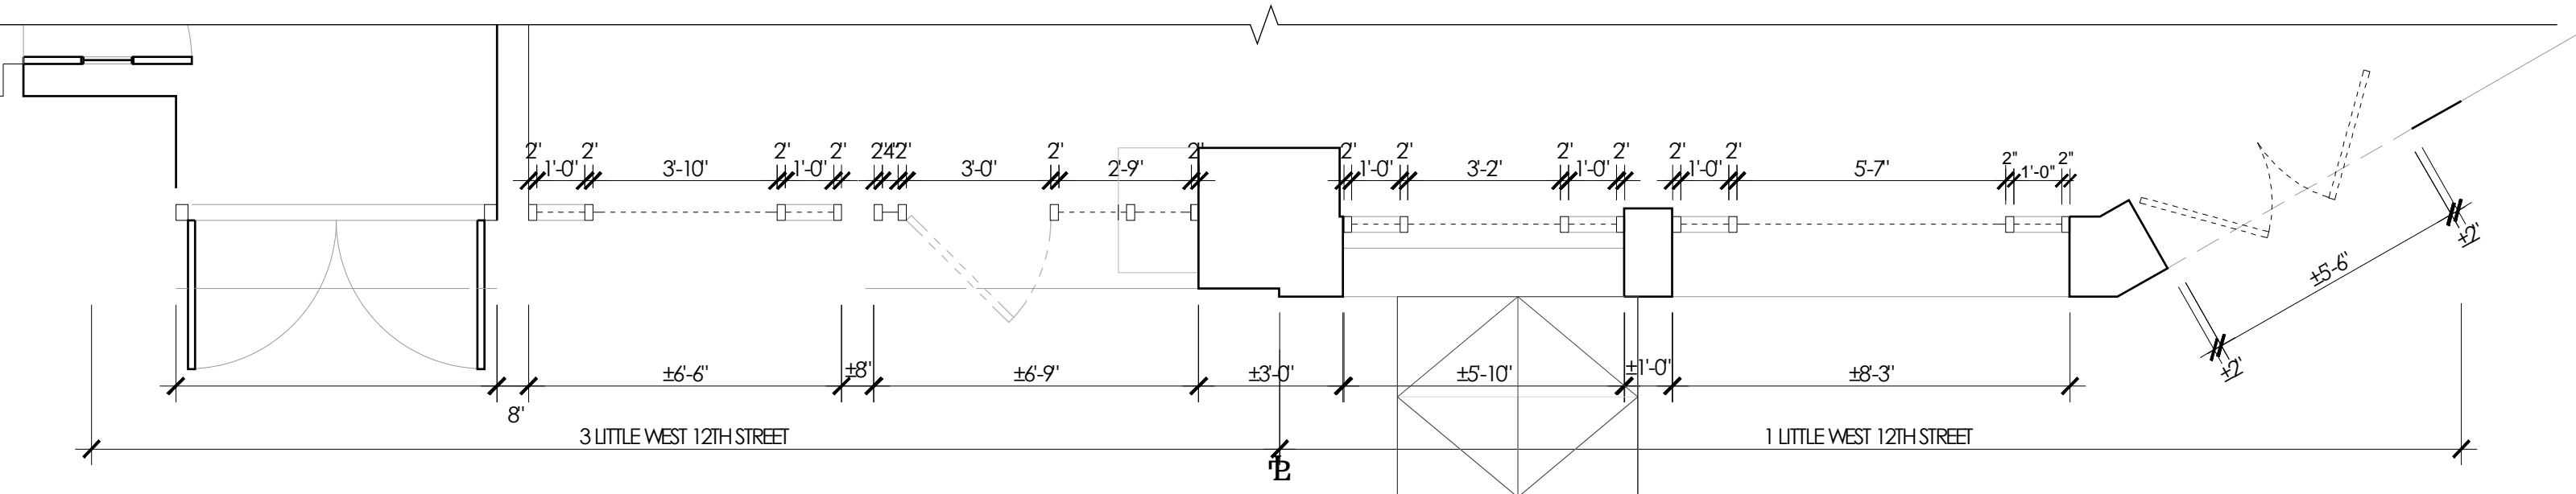 2" 2" 2" 2" 2"4"2" 2" 2" 2" 2" 2" 2" 2" 2" 2" 2"
1'-0" 3'-10" 1'-0" 3'-0" 2'-9" 1'-0" 3'-2" 1'-0" 1'-0" 5'-7" 1'-0"
±2"
±5-6"
±2"
±6'-6" ±8" ±6'-9" ±3'-0" ±5'-10" ±1'-0" ±8'-3"
8"
3 LITTLE WEST 12TH STREET 1 LITTLE WEST 12TH STREET
PL